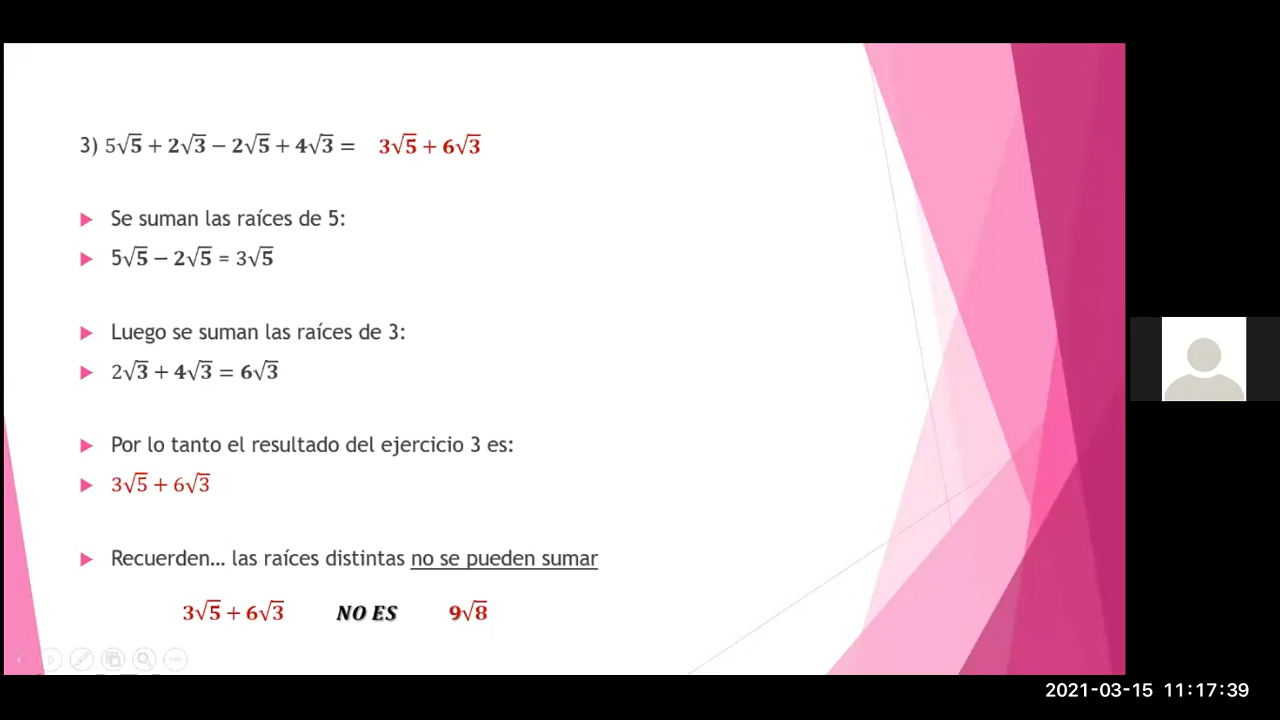 3) 5√5 + 2√3 − 2√5 + 4√3 = 3√5 + 6√3
Se suman las raíces de 5:
5√5 − 2√5 = 3√5
Luego se suman las raíces de 3:
2√3 + 4√3 = 6√3
Por lo tanto el resultado del ejercicio 3 es:
3√5 + 6√3
Recuerden... las raíces distintas no se pueden sumar
3√5 + 6√3 NO ES 9√8
2021-03-15 11:17:39